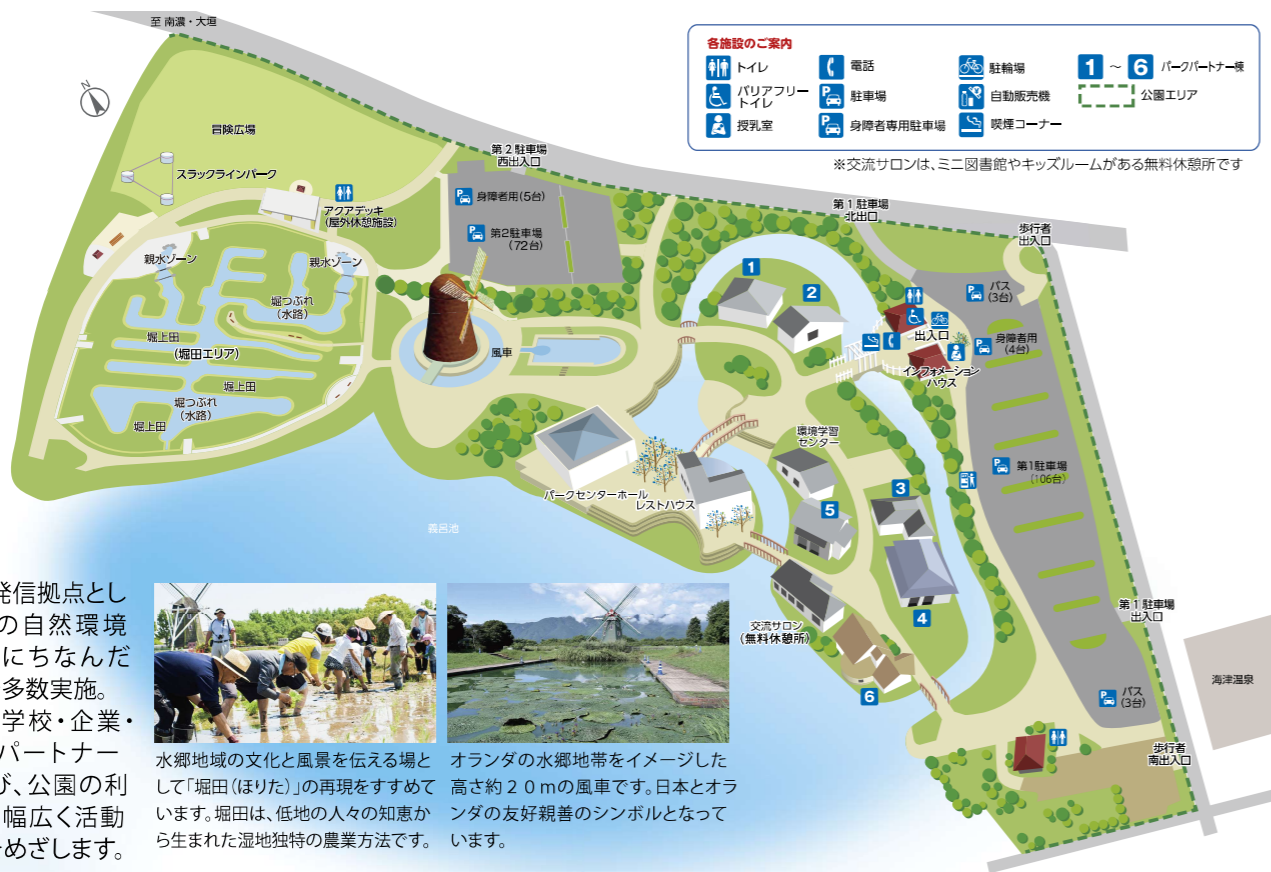 至 南濃・大垣
各施設のご案内
トイレ
バリアフリー
トイレ
授乳室
電話
駐車場
身障者専用駐車場
駐輪場
自動販売機
喫煙コーナー
1 ～ 6 パークパートナー棟
公園エリア
※交流サロンは、ミニ図書館やキッズルームがある無料休憩所です
N
冒険広場
スラックラインパーク
アクアデッキ
(屋外休憩施設)
第2駐車場
西出入口
身障者用(5台)
第2駐車場
(72台)
第1駐車場
北出口
歩行者
出入口
親水ゾーン
親水ゾーン
堀つぶれ
(水路)
堀上田
(堀田エリア)
堀上田
堀つぶれ
(水路)
堀上田
風車
1
2
バス
(3台)
出入口
身障者用
(4台)
インフォメーション
ハウス
環境学習
センター
第1駐車場
(106台)
パークセンターホール
レストハウス
3
5
4
義呂池
交流サロン
(無料休憩所)
6
第1駐車場
出入口
海津温泉
バス
(3台)
歩行者
南出入口
発信拠点とし
の自然環境
にちなんだ
多数実施。
学校・企業・
パートナー
び、公園の利
幅広く活動
めざします。
水郷地域の文化と風景を伝える場と
して「堀田(ほりた)」の再現をすすめて
います。堀田は、低地の人々の知恵か
ら生まれた湿地独特の農業方法です。
オランダの水郷地帯をイメージした
高さ約20mの風車です。日本とオラ
ンダの友好親善のシンボルとなって
います。